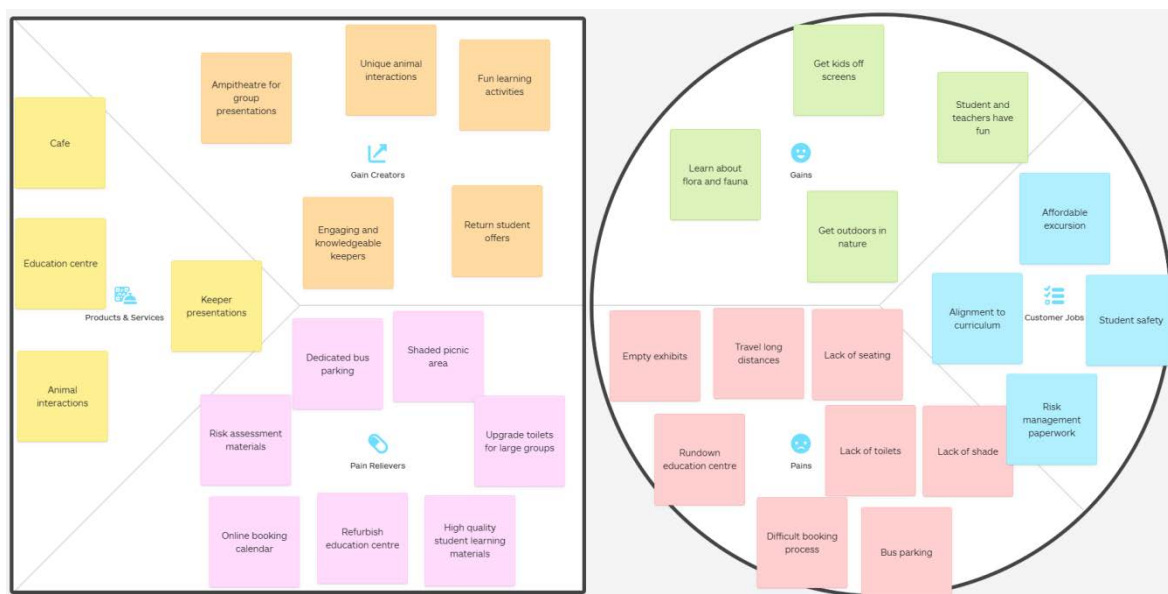 Ampitheatre for
group
presentations
Unique animal
interactions
Fun learning
activities
Cafe
Gain Creators
Engaging and
knowledgeable
keepers
Return student
offers
Education centre
Products & Services
Keeper
presentations
Animal
interactions
Dedicated bus
parking
Shaded picnic
area
Risk assessment
materials
Pain Relievers
Upgrade toilets
for large groups
Online booking
calendar
Refurbish
education centre
High quality
student learning
materials
Get kids off
screens
Student and
teachers have
fun
Gains
Learn about
flora and fauna
Get outdoors in
nature
Affordable
excursion
Alignment to
curriculum
Customer Jobs
Student safety
Risk
management
paperwork
Empty exhibits
Travel long
distances
Lack of seating
Rundown
education centre
Pains
Lack of toilets
Lack of shade
Difficult booking
process
Bus parking